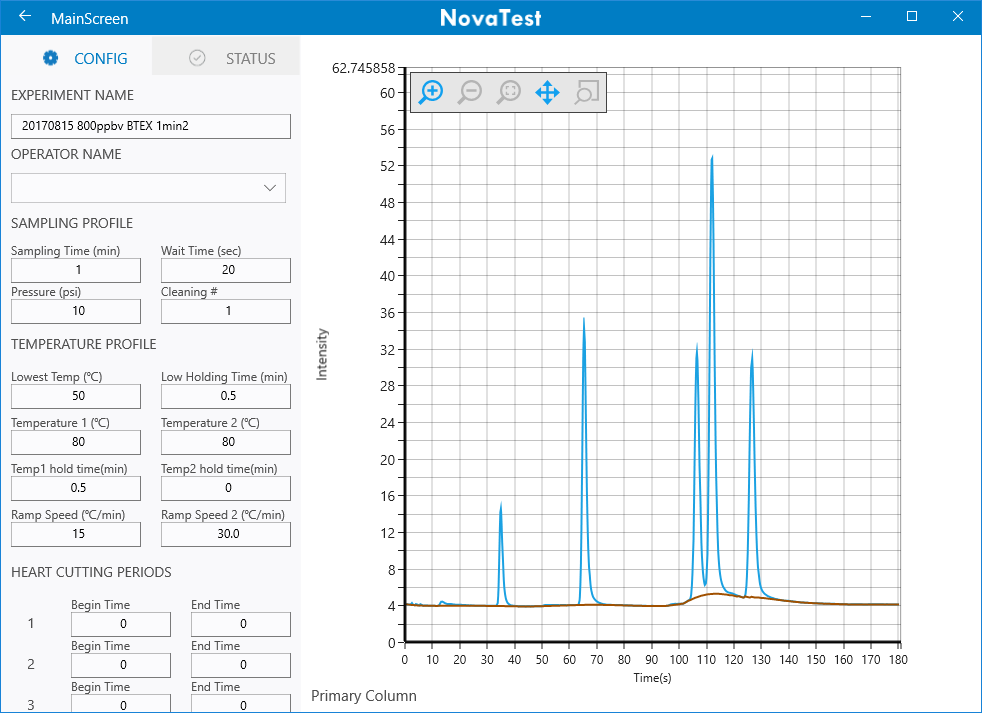 MainScreen
NovaTest
CONFIG
STATUS
EXPERIMENT NAME
20170815 800ppbv BTEX 1min2
OPERATOR NAME
SAMPLING PROFILE
Sampling Time (min) Wait Time (sec)
1 20
Pressure (psi) Cleaning #
10 1
TEMPERATURE PROFILE
Lowest Temp (℃) Low Holding Time (min)
50 0.5
Temperature 1 (℃) Temperature 2 (℃)
80 80
Temp1 hold time(min) Temp2 hold time(min)
0.5 0
Ramp Speed (℃/min) Ramp Speed 2 (℃/min)
15 30.0
HEART CUTTING PERIODS
Begin Time End Time
1 0 0
Begin Time End Time
2 0 0
Begin Time End Time
3 0 0
62.745858
60
56
52
48
44
40
36
32
28
24
20
16
12
8
4
0
Intensity
0 10 20 30 40 50 60 70 80 90 100 110 120 130 140 150 160 170 180
Time(s)
Primary Column